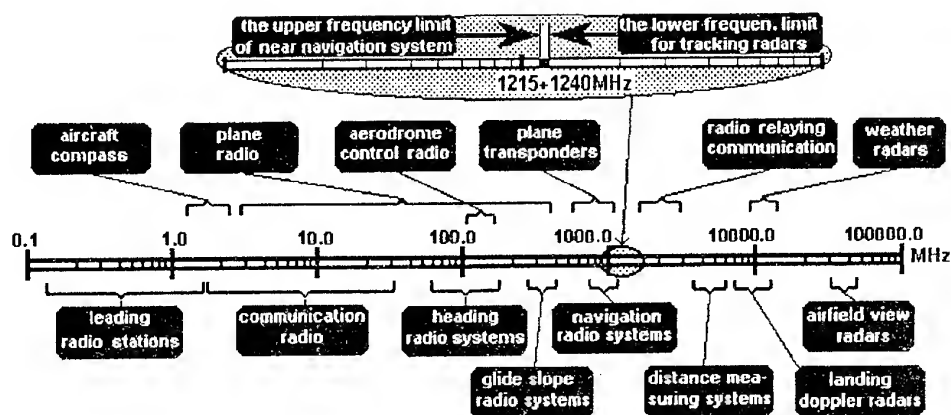 the upper frequency limit
of near navigation system
the lower frequen. limit
for tracking radars
1215+1240MHz
aircraft
compass
plane
radio
aerodrome
control radio
plane
transponders
radio relaying
communication
weather
radars
0.1
1.0
10.0
100.0
1000.0
10000.0
100000.0
MHz
leading
radio stations
communication
radio
heading
radio systems
navigation
radio systems
airfield view
radars
glide slope
radio systems
distance mea-
suring systems
landing
doppler radars